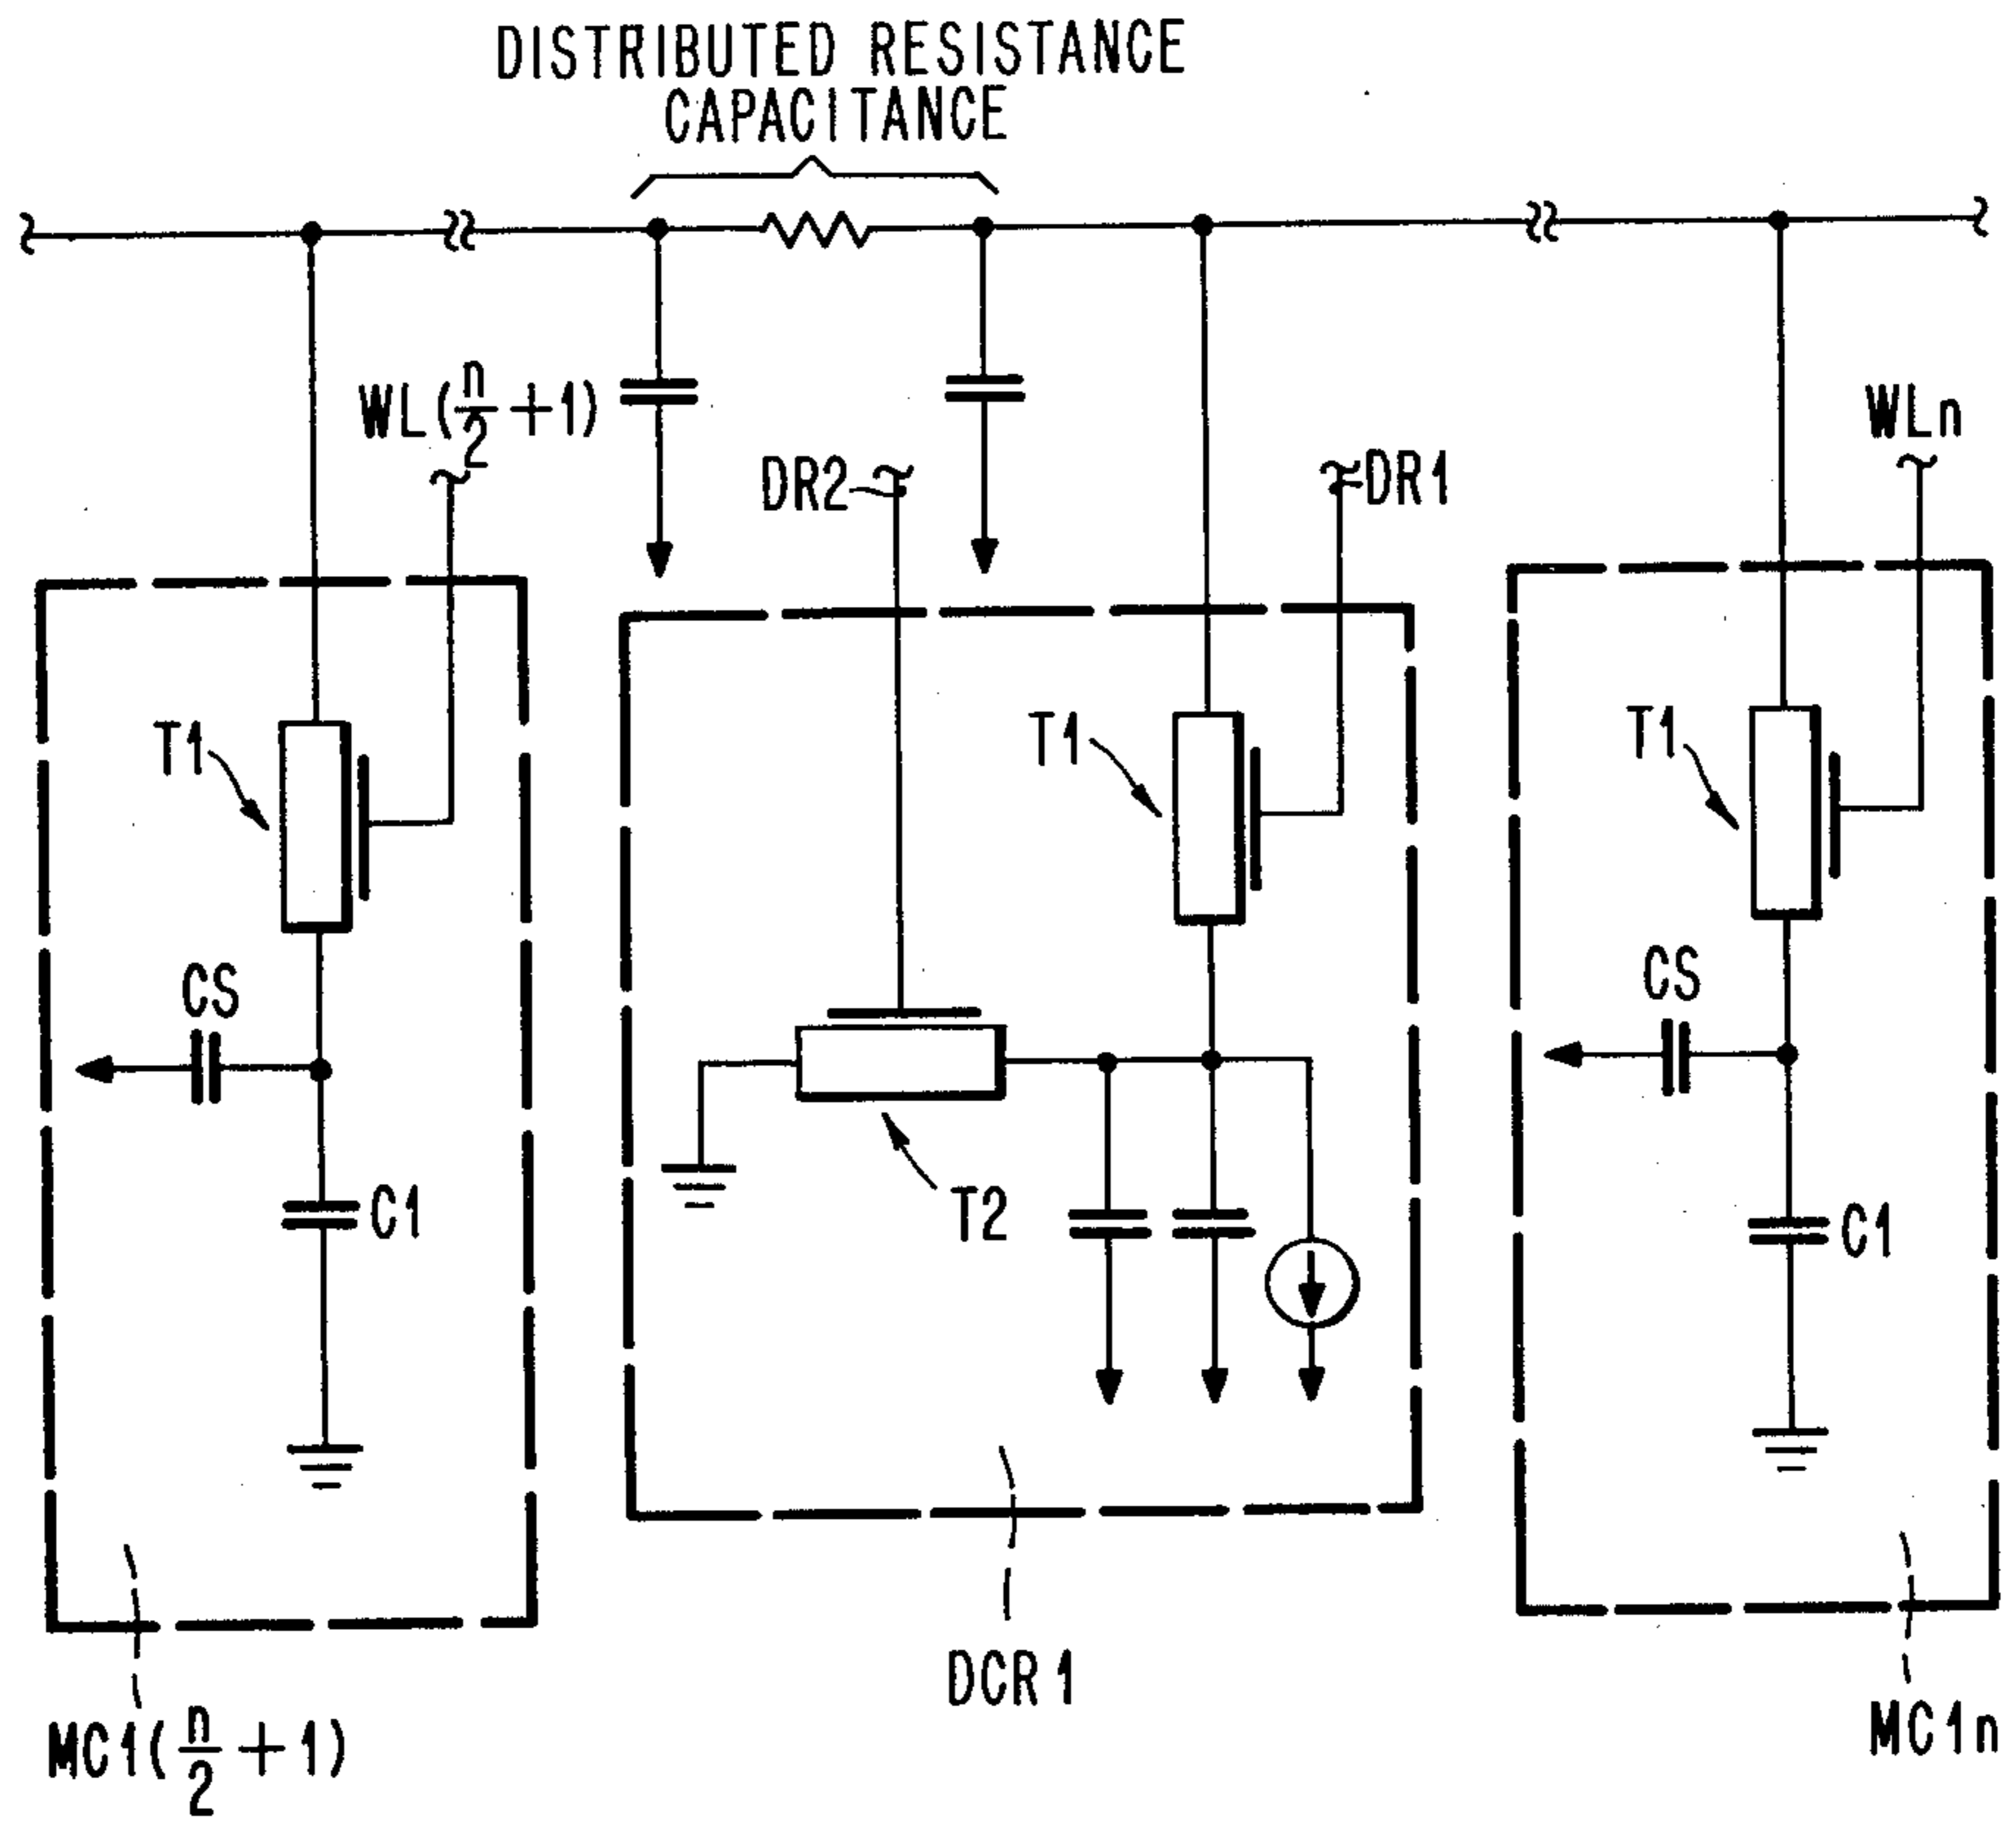 DISTRIBUTED RESISTANCE
CAPACITANCE
WL(n/2+1)
DR2
DR1
WLn
T1
T1
T1
CS
CS
C1
T2
C1
DCR1
MC1(n/2+1)
MC1n